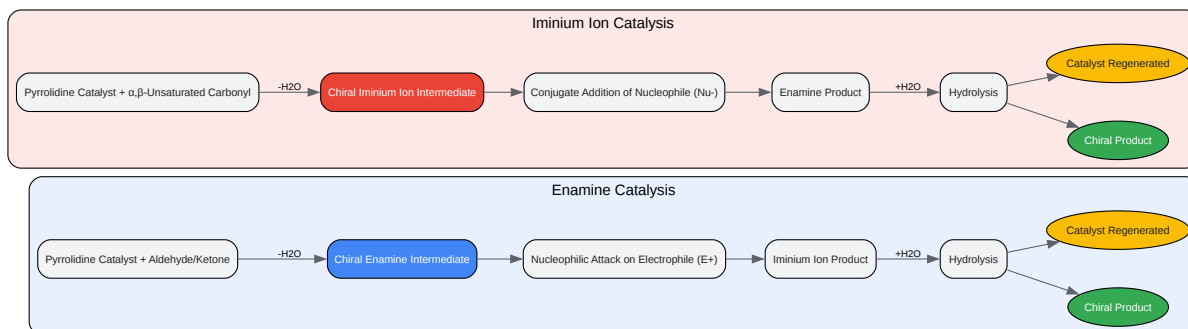 Iminium Ion Catalysis
Pyrrolidine Catalyst + α,β-Unsaturated Carbonyl
-H2O
Chiral Iminium Ion Intermediate
Conjugate Addition of Nucleophile (Nu-)
Enamine Product
+H2O
Hydrolysis
Catalyst Regenerated
Chiral Product
Enamine Catalysis
Pyrrolidine Catalyst + Aldehyde/Ketone
-H2O
Chiral Enamine Intermediate
Nucleophilic Attack on Electrophile (E+)
Iminium Ion Product
+H2O
Hydrolysis
Catalyst Regenerated
Chiral Product